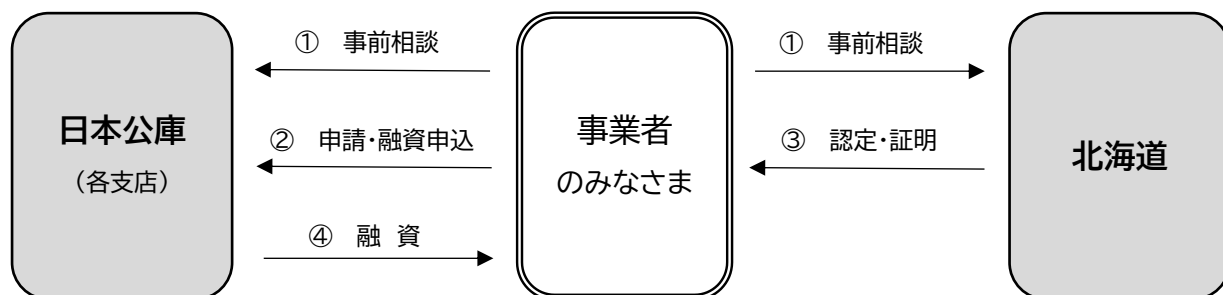 ① 事前相談
① 事前相談
日本公庫
（各支店）
② 申請・融資申込
事業者
のみなさま
③ 認定・証明
北海道
④ 融 資